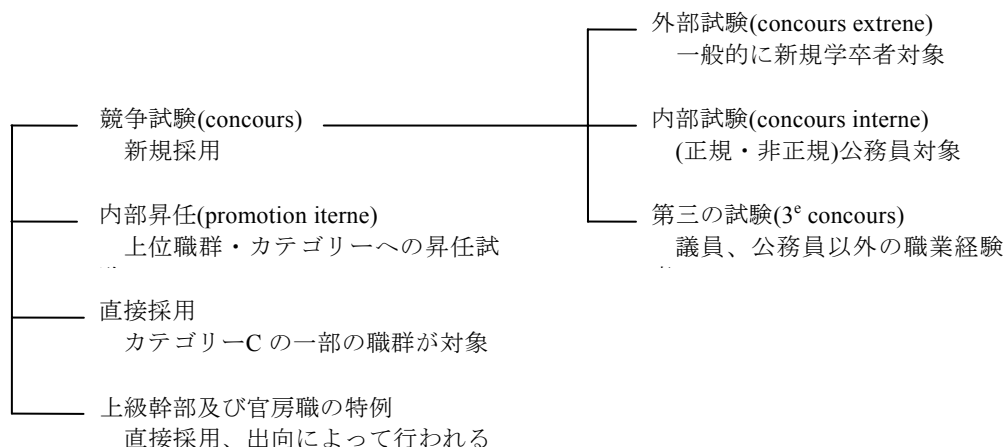 競争試験(concours)
新規採用
内部昇任(promotion iterne)
上位職群・カテゴリーへの昇任試
直接採用
カテゴリーC の一部の職群が対象
上級幹部及び官房職の特例
直接採用、出向によって行われる
外部試験(concours extrene)
一般的に新規学卒者対象
内部試験(concours interne)
(正規・非正規)公務員対象
第三の試験(3e concours)
議員、公務員以外の職業経験